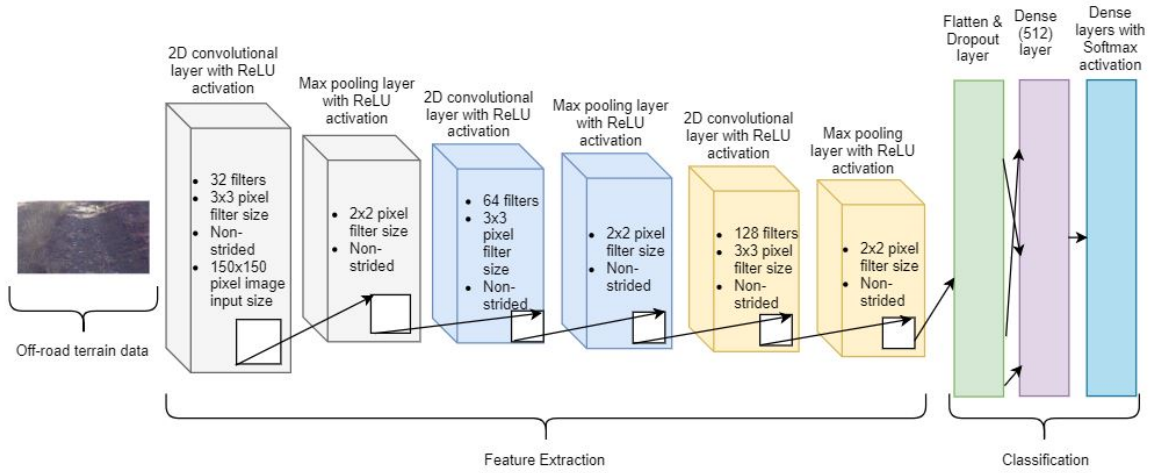 2D convolutional
layer with ReLU
activation
Max pooling layer
with ReLU
activation
2D convolutional
layer with ReLU
activation
Max pooling layer
with ReLU
activation
2D convolutional
layer with ReLU
activation
Max pooling
layer with ReLU
activation
Flatten &
Dropout
layer
Dense
(512)
layer
Dense
layers with
Softmax
activation
32 filters
3x3 pixel
filter size
Non-
strided
150x150
pixel image
input size
2x2 pixel
filter size
Non-
strided
64 filters
3x3
pixel
filter
size
Non-
strided
2x2 pixel
filter size
Non-
strided
128 filters
3x3 pixel
filter size
Non-
strided
2x2 pixel
filter size
Non-
strided
Off-road terrain data
Feature Extraction
Classification